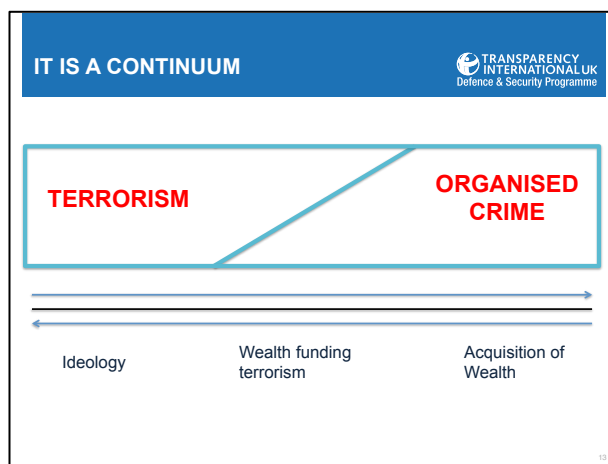 IT IS A CONTINUUM
TRANSPARENCY
INTERNATIONAL UK
Defence & Security Programme
TERRORISM
ORGANISED
CRIME
Ideology
Wealth funding
terrorism
Acquisition of
Wealth
13